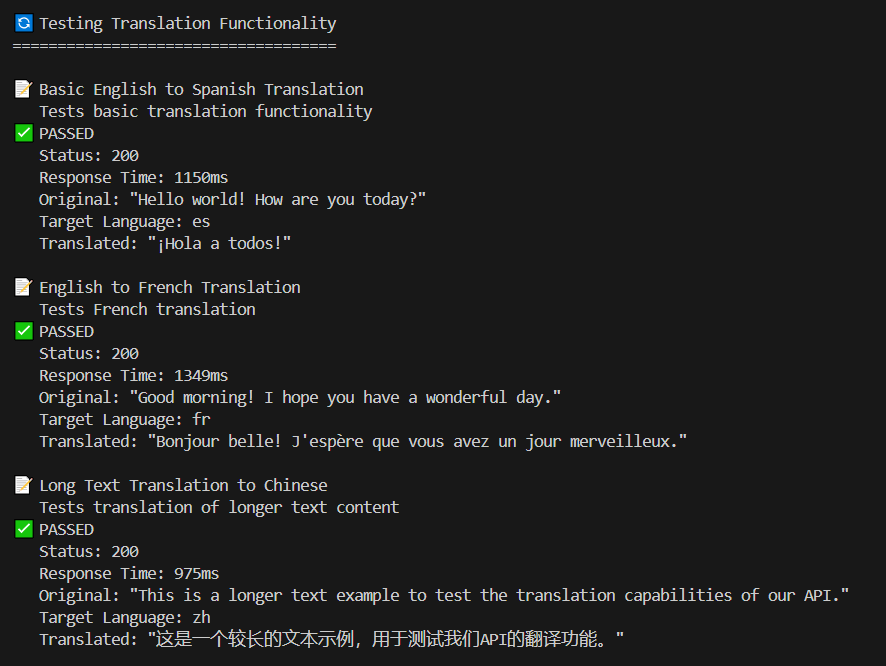 🔄 Testing Translation Functionality
====================================
📝 Basic English to Spanish Translation
Tests basic translation functionality
✅ PASSED
Status: 200
Response Time: 1150ms
Original: "Hello world! How are you today?"
Target Language: es
Translated: "¡Hola a todos!"
📝 English to French Translation
Tests French translation
✅ PASSED
Status: 200
Response Time: 1349ms
Original: "Good morning! I hope you have a wonderful day."
Target Language: fr
Translated: "Bonjour belle! J'espère que vous avez un jour merveilleux."
📝 Long Text Translation to Chinese
Tests translation of longer text content
✅ PASSED
Status: 200
Response Time: 975ms
Original: "This is a longer text example to test the translation capabilities of our API."
Target Language: zh
Translated: "这是一个较长的文本示例，用于测试我们API的翻译功能。"